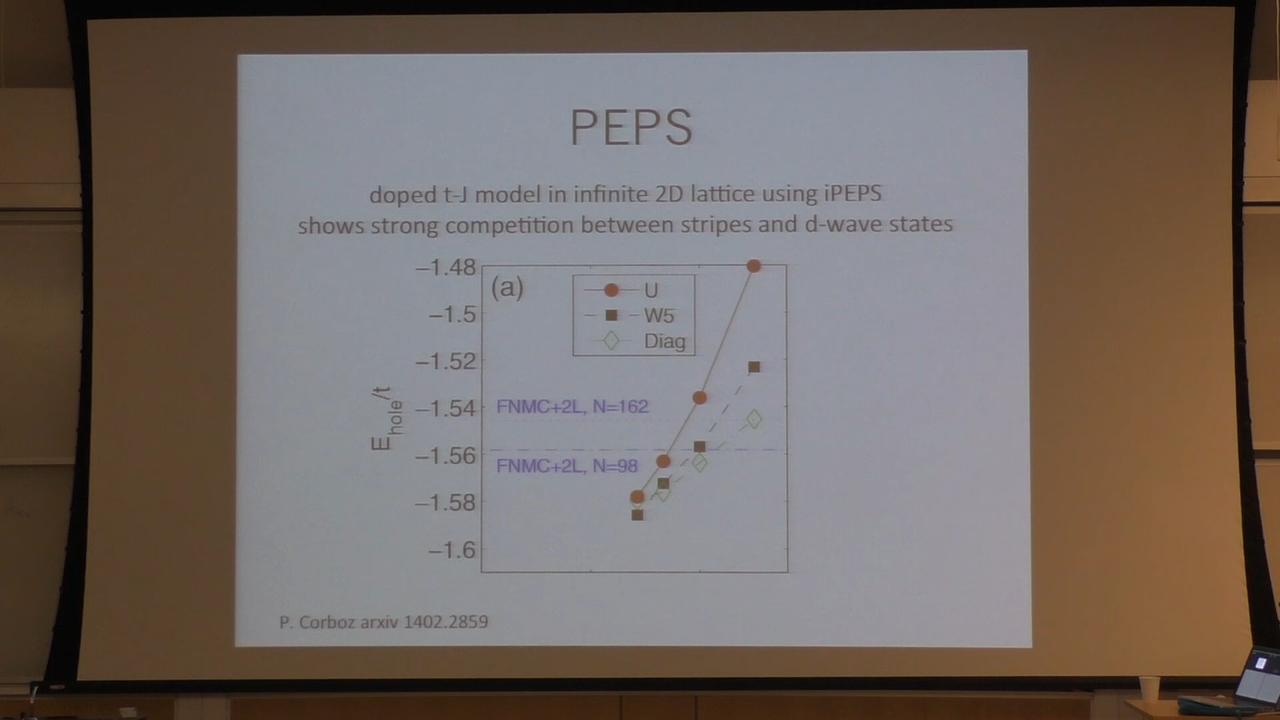 PEPS
doped t-J model in infinite 2D lattice using iPEPS
shows strong competition between stripes and d-wave states
(a)
U
W5
Diag
−1.48
−1.5
−1.52
−1.54
−1.56
−1.58
−1.6
E_hole/t
FNMC+2L, N=162
FNMC+2L, N=98
P. Corboz arxiv 1402.2859